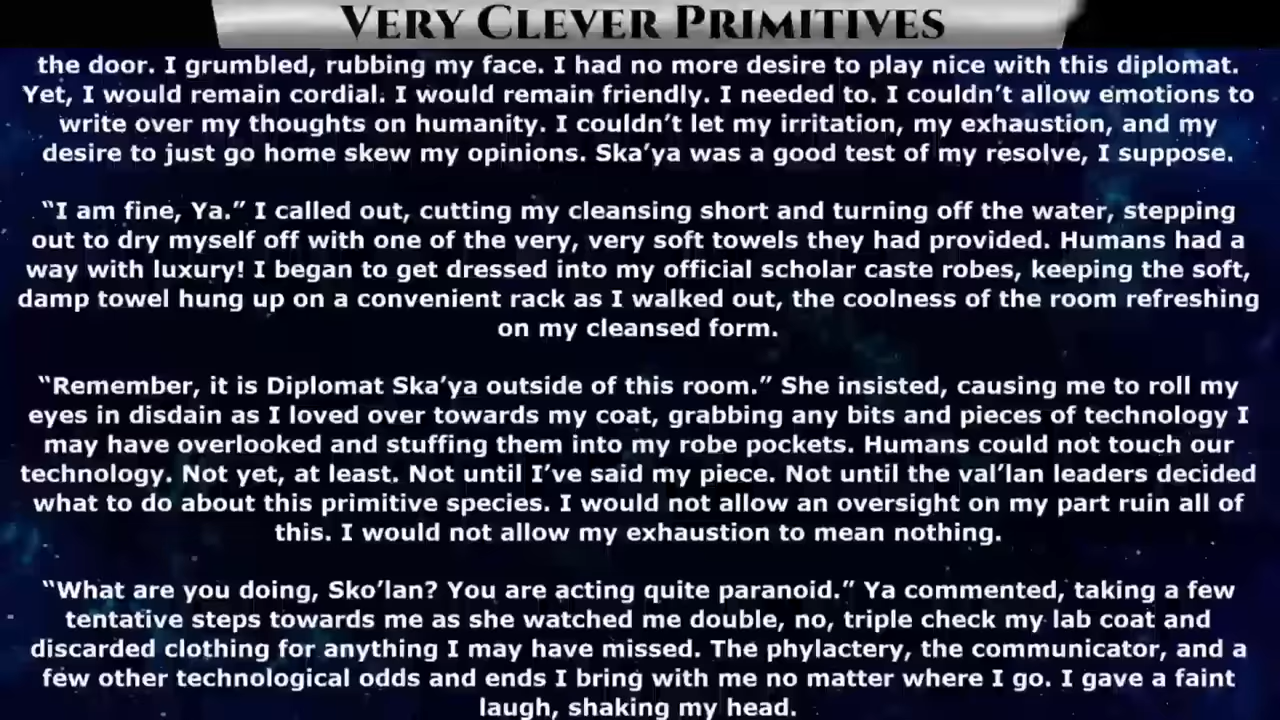 VERY CLEVER PRIMITIVES
the door. I grumbled, rubbing my face. I had no more desire to play nice with this diplomat.
Yet, I would remain cordial. I would remain friendly. I needed to. I couldn’t allow emotions to
write over my thoughts on humanity. I couldn’t let my irritation, my exhaustion, and my
desire to just go home skew my opinions. Ska’ya was a good test of my resolve, I suppose.
“I am fine, Ya.” I called out, cutting my cleansing short and turning off the water, stepping
out to dry myself off with one of the very, very soft towels they had provided. Humans had a
way with luxury! I began to get dressed into my official scholar caste robes, keeping the soft,
damp towel hung up on a convenient rack as I walked out, the coolness of the room refreshing
on my cleansed form.
“Remember, it is Diplomat Ska’ya outside of this room.” She insisted, causing me to roll my
eyes in disdain as I loved over towards my coat, grabbing any bits and pieces of technology I
may have overlooked and stuffing them into my robe pockets. Humans could not touch our
technology. Not yet, at least. Not until I’ve said my piece. Not until the val’lan leaders decided
what to do about this primitive species. I would not allow an oversight on my part ruin all of
this. I would not allow my exhaustion to mean nothing.
“What are you doing, Sko’lan? You are acting quite paranoid.” Ya commented, taking a few
tentative steps towards me as she watched me double, no, triple check my lab coat and
discarded clothing for anything I may have missed. The phylactery, the communicator, and a
few other technological odds and ends I bring with me no matter where I go. I gave a faint
laugh, shaking my head.